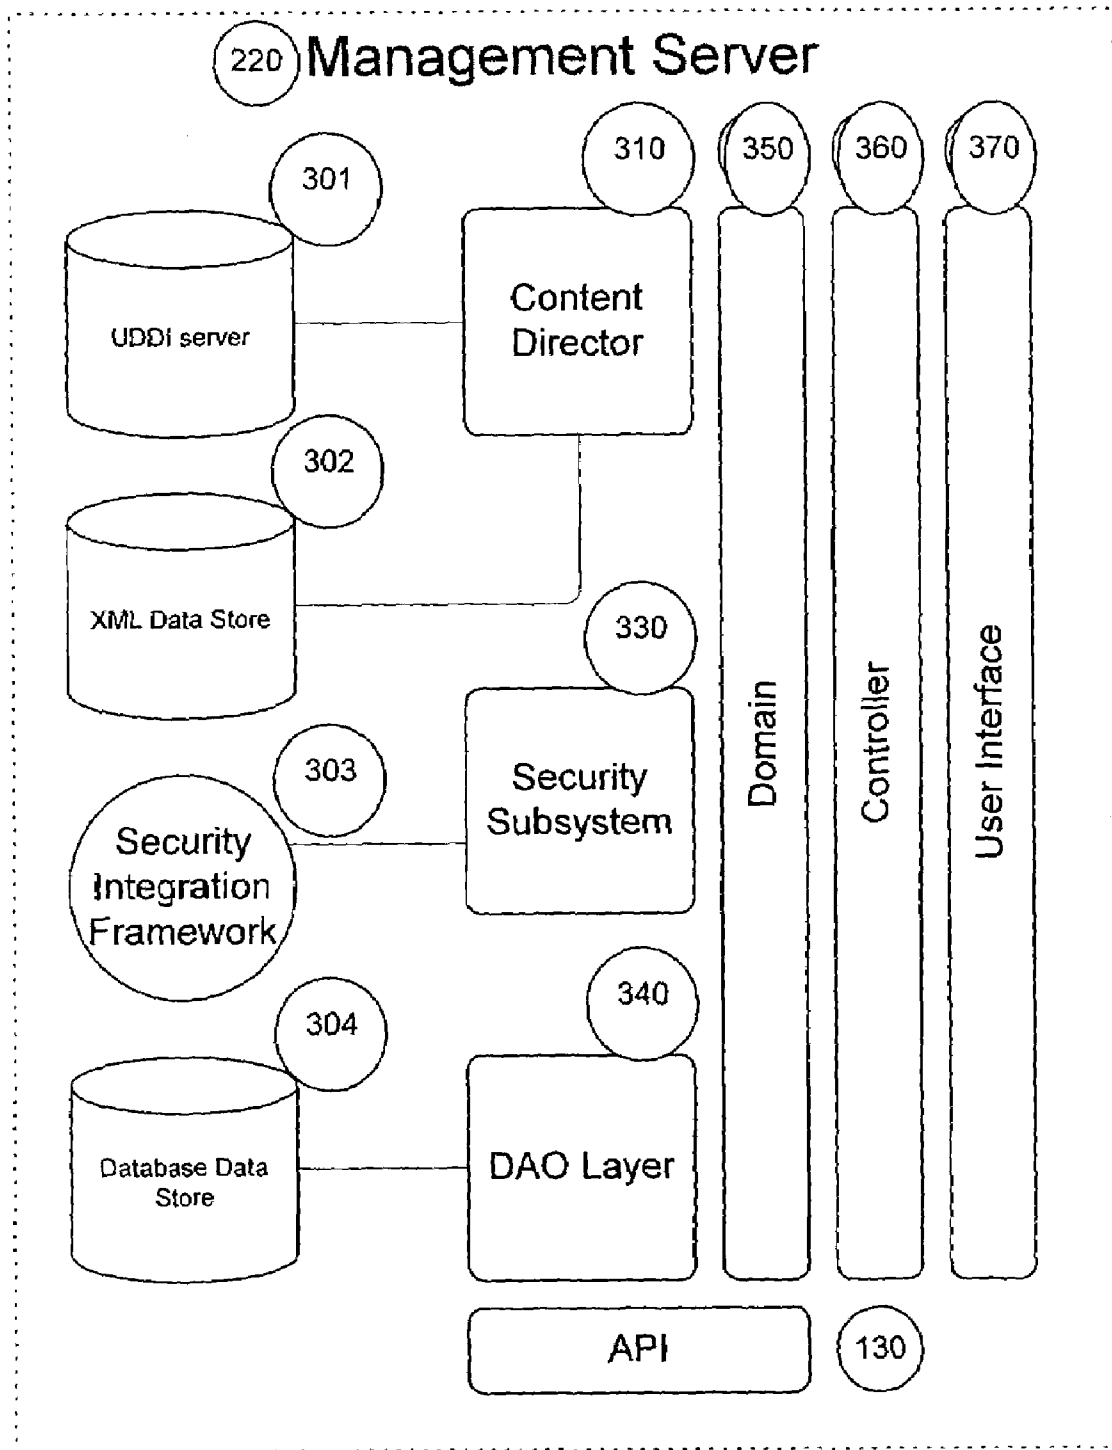 220 Management Server
310 350 360 370
301
Content
Director
UDDI server
302
XML Data Store
330
Domain
Controller
User Interface
303
Security
Subsystem
Security
Integration
Framework
340
304
Database Data
Store
DAO Layer
API 130